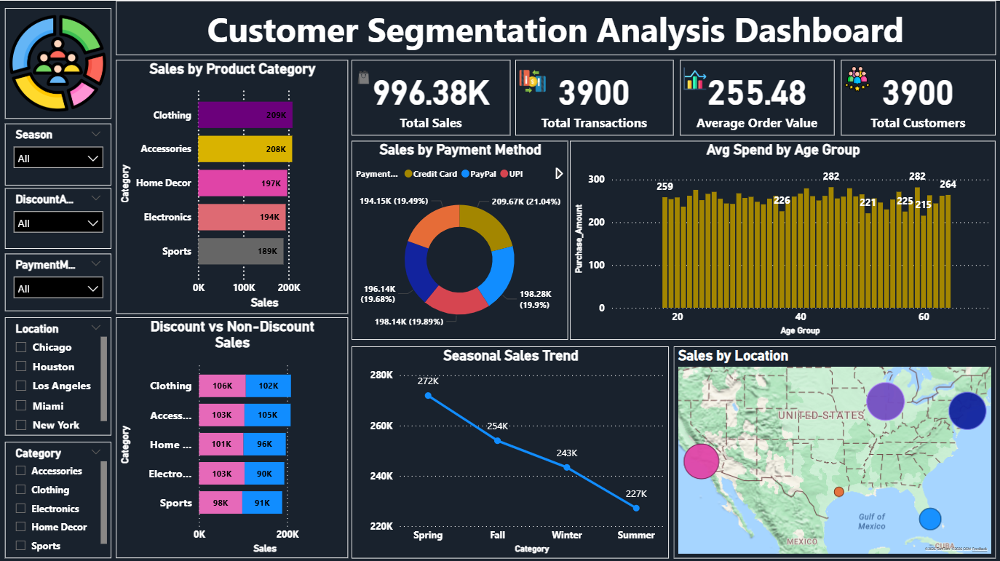 Customer Segmentation Analysis Dashboard
Season
All
DiscountA...
All
PaymentM...
All
Location
Chicago
Houston
Los Angeles
Miami
New York
Category
Accessories
Clothing
Electronics
Home Decor
Sports
Sales by Product Category
Category
Clothing 209K
Accessories 208K
Home Decor 197K
Electronics 194K
Sports 189K
0K 100K 200K
Sales
Discount vs Non-Discount
Sales
Category
Clothing 106K 102K
Access... 103K 105K
Home ... 101K 96K
Electro... 103K 90K
Sports 98K 91K
0K 200K
Sales
996.38K
Total Sales
3900
Total Transactions
255.48
Average Order Value
3900
Total Customers
Sales by Payment Method
Payment... Credit Card PayPal UPI
194.15K (19.49%)
209.67K (21.04%)
196.14K
(19.68%)
198.28K
(19.9%)
198.14K (19.89%)
Avg Spend by Age Group
Purchase_Amount
300
200
100
0
259 226 282 221 225 282 215 264
20 40 60
Age Group
Seasonal Sales Trend
280K
260K
240K
220K
272K
254K
243K
227K
Spring Fall Winter Summer
Category
Sales by Location
UNITED STATES
Gulf of
Mexico
MEXICO
CUBA
©2026 TomTom ©2026 OSM Feedback